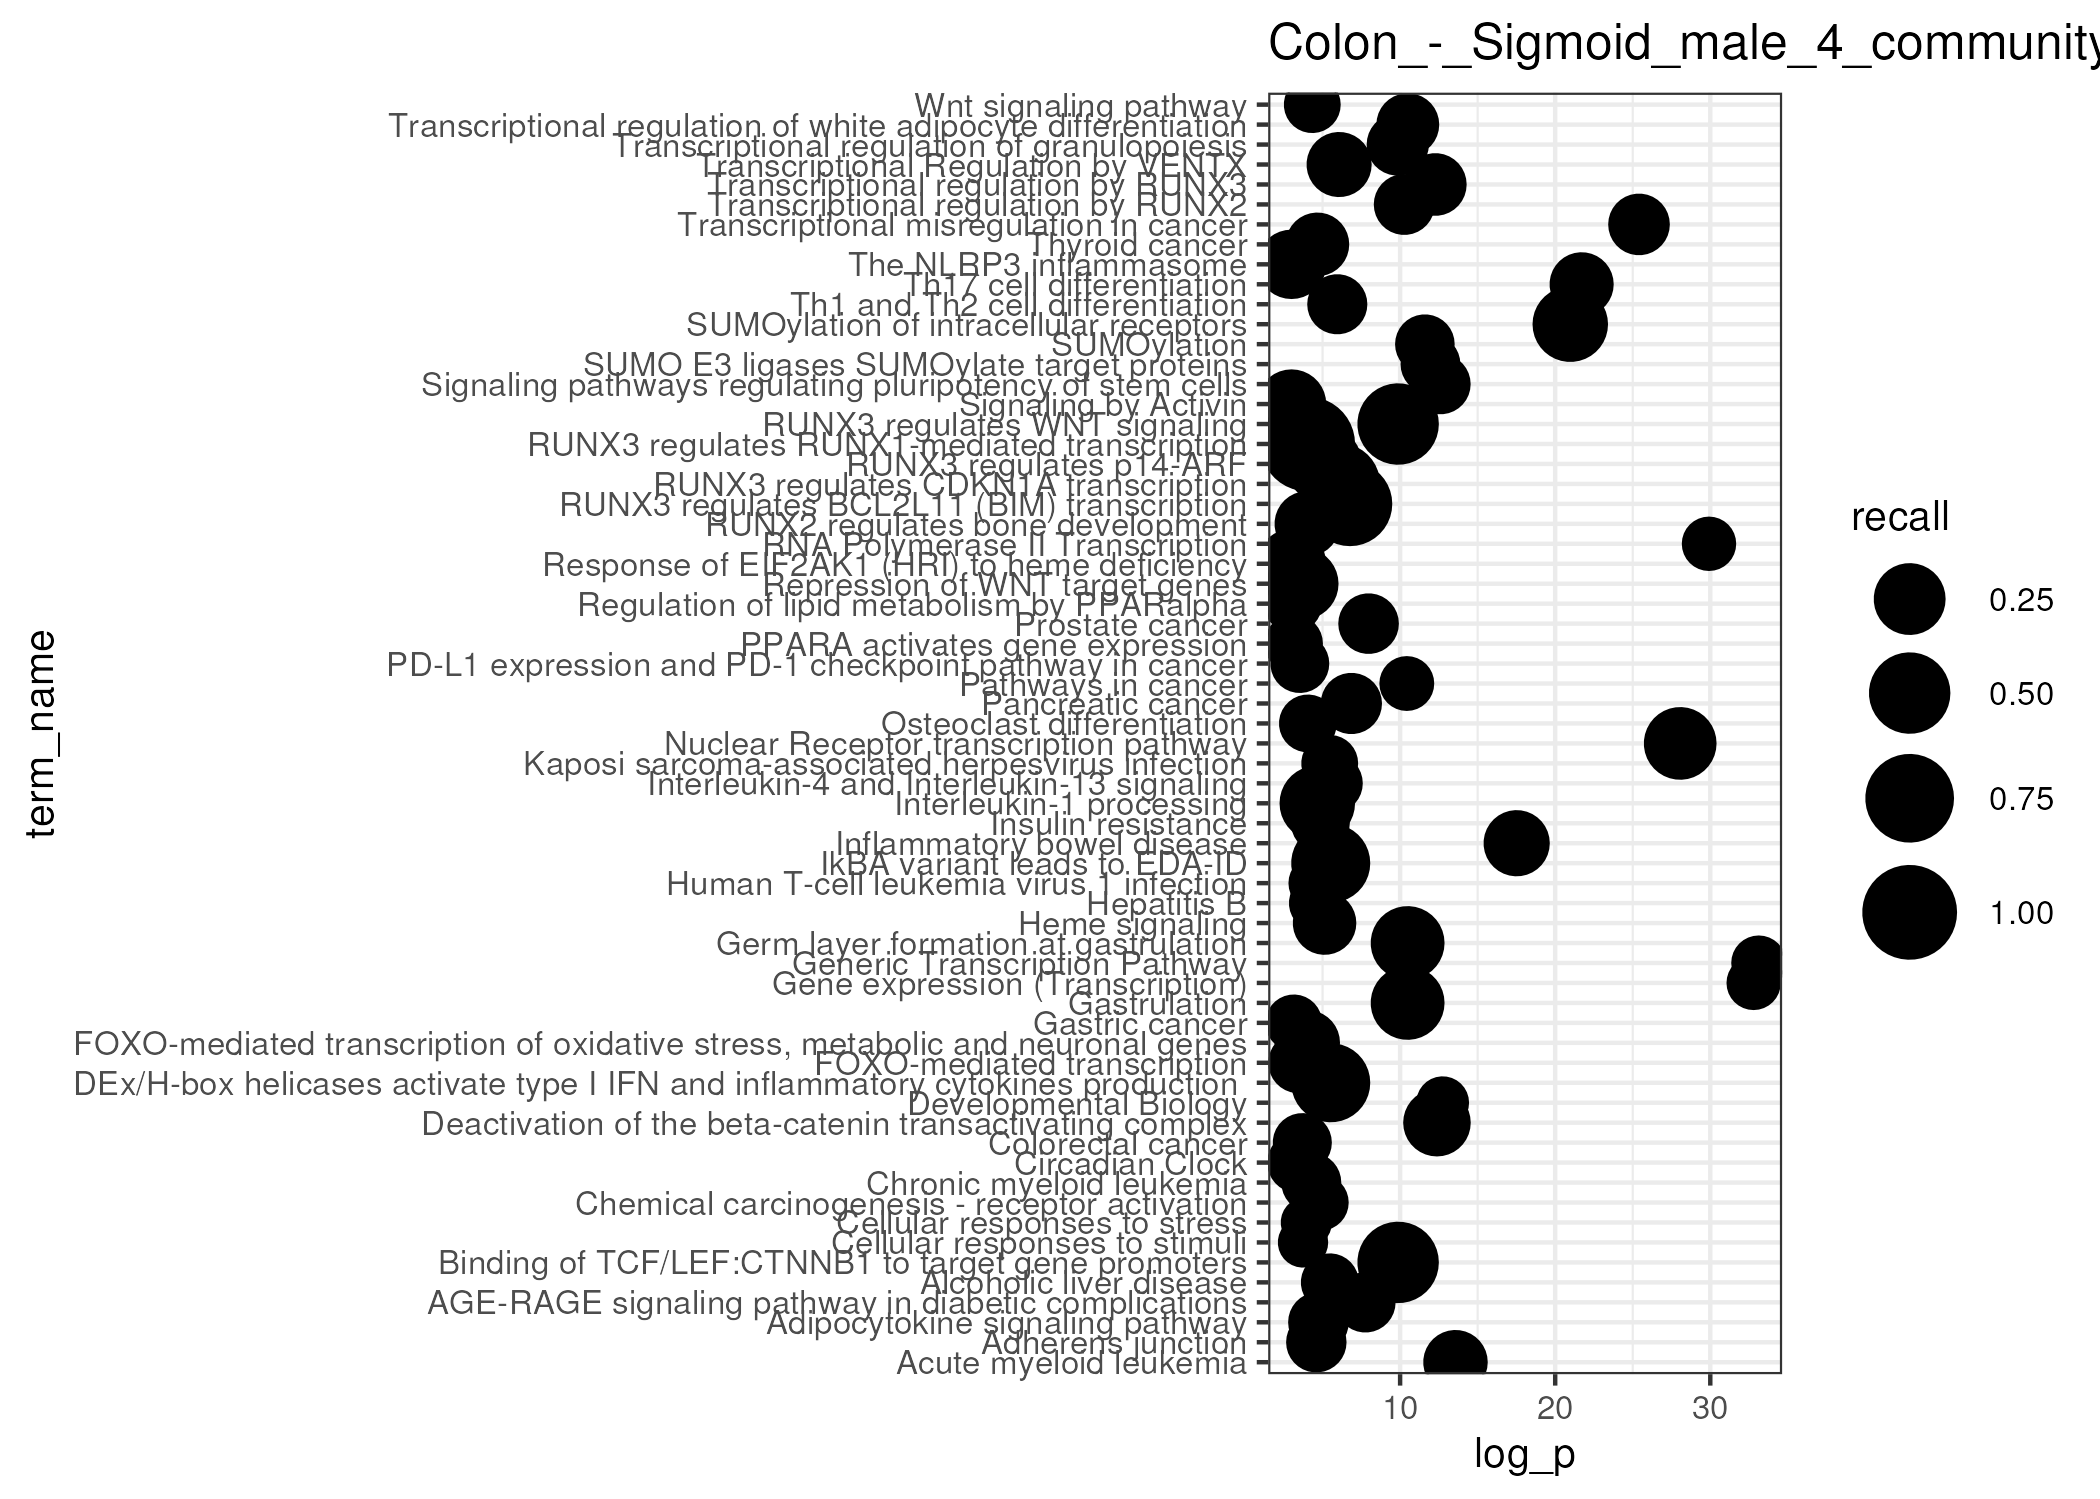 Colon_-_Sigmoid_male_4_community
Wnt signaling pathway
Transcriptional regulation of white adipocyte differentiation
Transcriptional regulation of granulopoiesis
Transcriptional Regulation by VENTX
Transcriptional regulation by RUNX3
Transcriptional regulation by RUNX2
Transcriptional misregulation in cancer
Thyroid cancer
The NLRP3 inflammasome
Th17 cell differentiation
Th1 and Th2 cell differentiation
SUMOylation of intracellular receptors
SUMOylation
SUMO E3 ligases SUMOylate target proteins
Signaling pathways regulating pluripotency of stem cells
Signaling by Activin
RUNX3 regulates WNT signaling
RUNX3 regulates RUNX1-mediated transcription
RUNX3 regulates p14-ARF
RUNX3 regulates CDKN1A transcription
RUNX3 regulates BCL2L11 (BIM) transcription
RUNX2 regulates bone development
RNA Polymerase II Transcription
Response of EIF2AK1 (HRI) to heme deficiency
Repression of WNT target genes
Regulation of lipid metabolism by PPARalpha
Prostate cancer
PPARA activates gene expression
PD-L1 expression and PD-1 checkpoint pathway in cancer
Pathways in cancer
Pancreatic cancer
Osteoclast differentiation
Nuclear Receptor transcription pathway
Kaposi sarcoma-associated herpesvirus infection
Interleukin-4 and Interleukin-13 signaling
Interleukin-1 processing
Insulin resistance
Inflammatory bowel disease
IkBA variant leads to EDA-ID
Human T-cell leukemia virus 1 infection
Hepatitis B
Heme signaling
Germ layer formation at gastrulation
Generic Transcription Pathway
Gene expression (Transcription)
Gastrulation
Gastric cancer
FOXO-mediated transcription of oxidative stress, metabolic and neuronal genes
FOXO-mediated transcription
DEx/H-box helicases activate type I IFN and inflammatory cytokines production
Developmental Biology
Deactivation of the beta-catenin transactivating complex
Colorectal cancer
Circadian Clock
Chronic myeloid leukemia
Chemical carcinogenesis - receptor activation
Cellular responses to stress
Cellular responses to stimuli
Binding of TCF/LEF:CTNNB1 to target gene promoters
Alcoholic liver disease
AGE-RAGE signaling pathway in diabetic complications
Adipocytokine signaling pathway
Adherens junction
Acute myeloid leukemia
term_name
10 20 30
log_p
recall
0.25
0.50
0.75
1.00